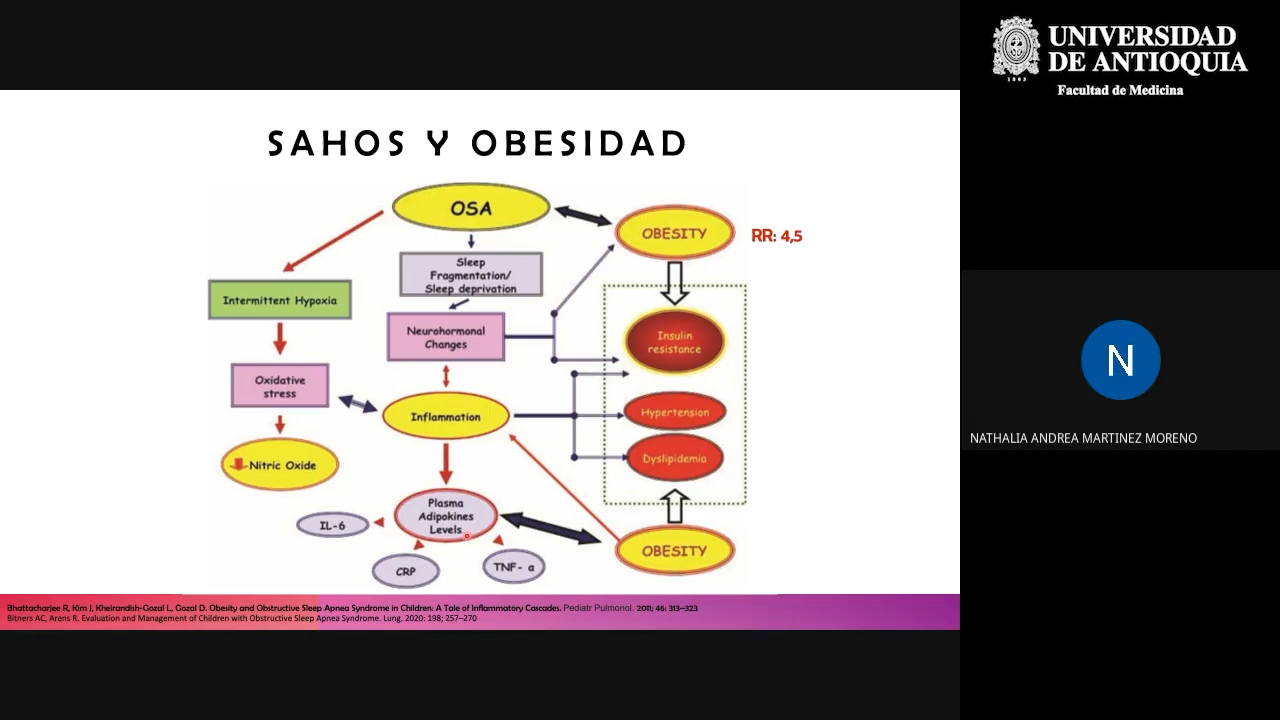 SAHOS Y OBESIDAD
OSA
OBESITY
RR: 4,5
Sleep
Fragmentation/
Sleep deprivation
Intermittent Hypoxia
Neurohormonal
Changes
Insulin
resistance
Oxidative
stress
Inflammation
Hypertension
Dyslipidemia
Nitric Oxide
Plasma
Adipokines
Levels
IL-6
CRP
TNF- α
OBESITY
Bhattacharjee R, Kim J, Kheirandish-Gozal L, Gozal D. Obesity and Obstructive Sleep Apnea Syndrome in Children: A Tale of Inflammatory Cascades. Pediatr Pulmonol. 2011; 46: 313–323
Bitners AC, Arens R. Evaluation and Management of Children with Obstructive Sleep Apnea Syndrome. Lung, 2020: 198; 257–270
UNIVERSIDAD
DE ANTIOQUIA
1803
Facultad de Medicina
N
NATHALIA ANDREA MARTINEZ MORENO